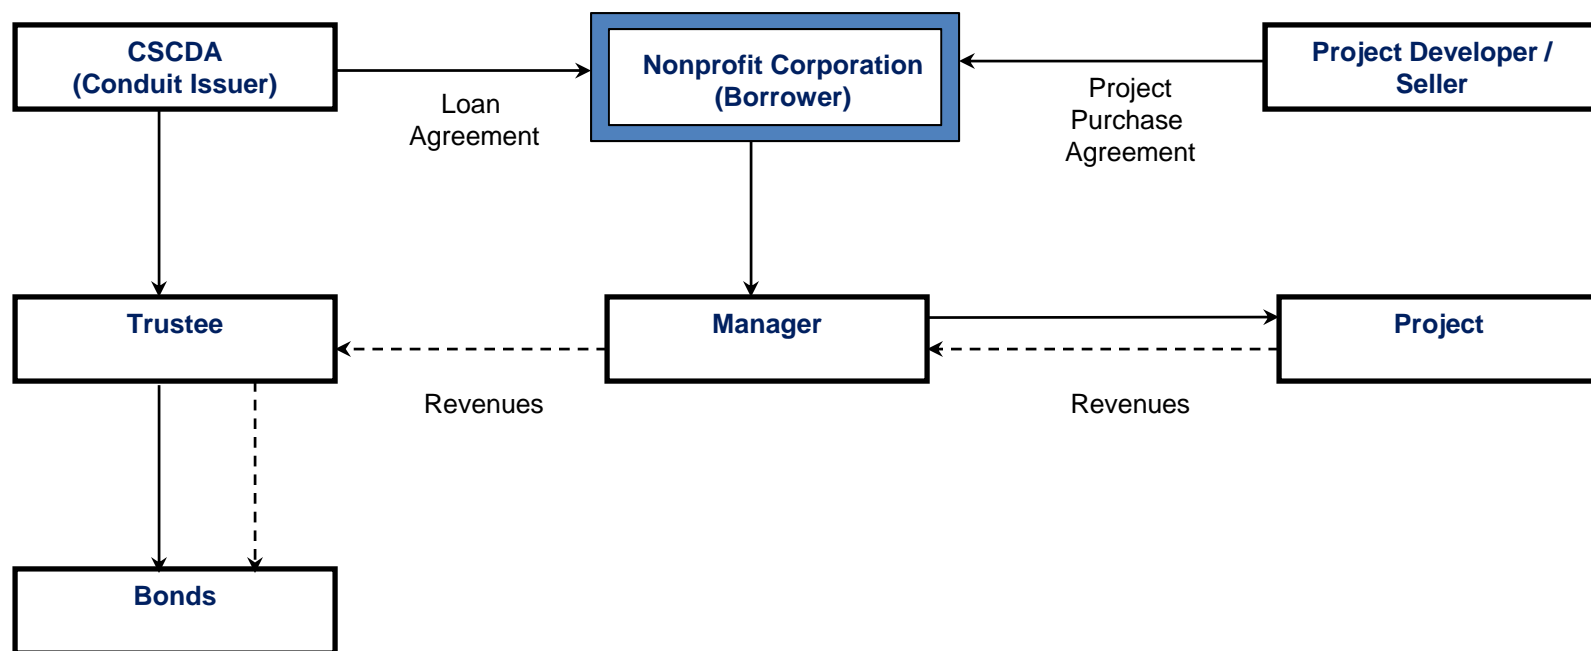 CSCDA
(Conduit Issuer)
Loan
Agreement
Nonprofit Corporation
(Borrower)
Project
Purchase
Agreement
Project Developer /
Seller
Trustee
Revenues
Manager
Revenues
Project
Bonds